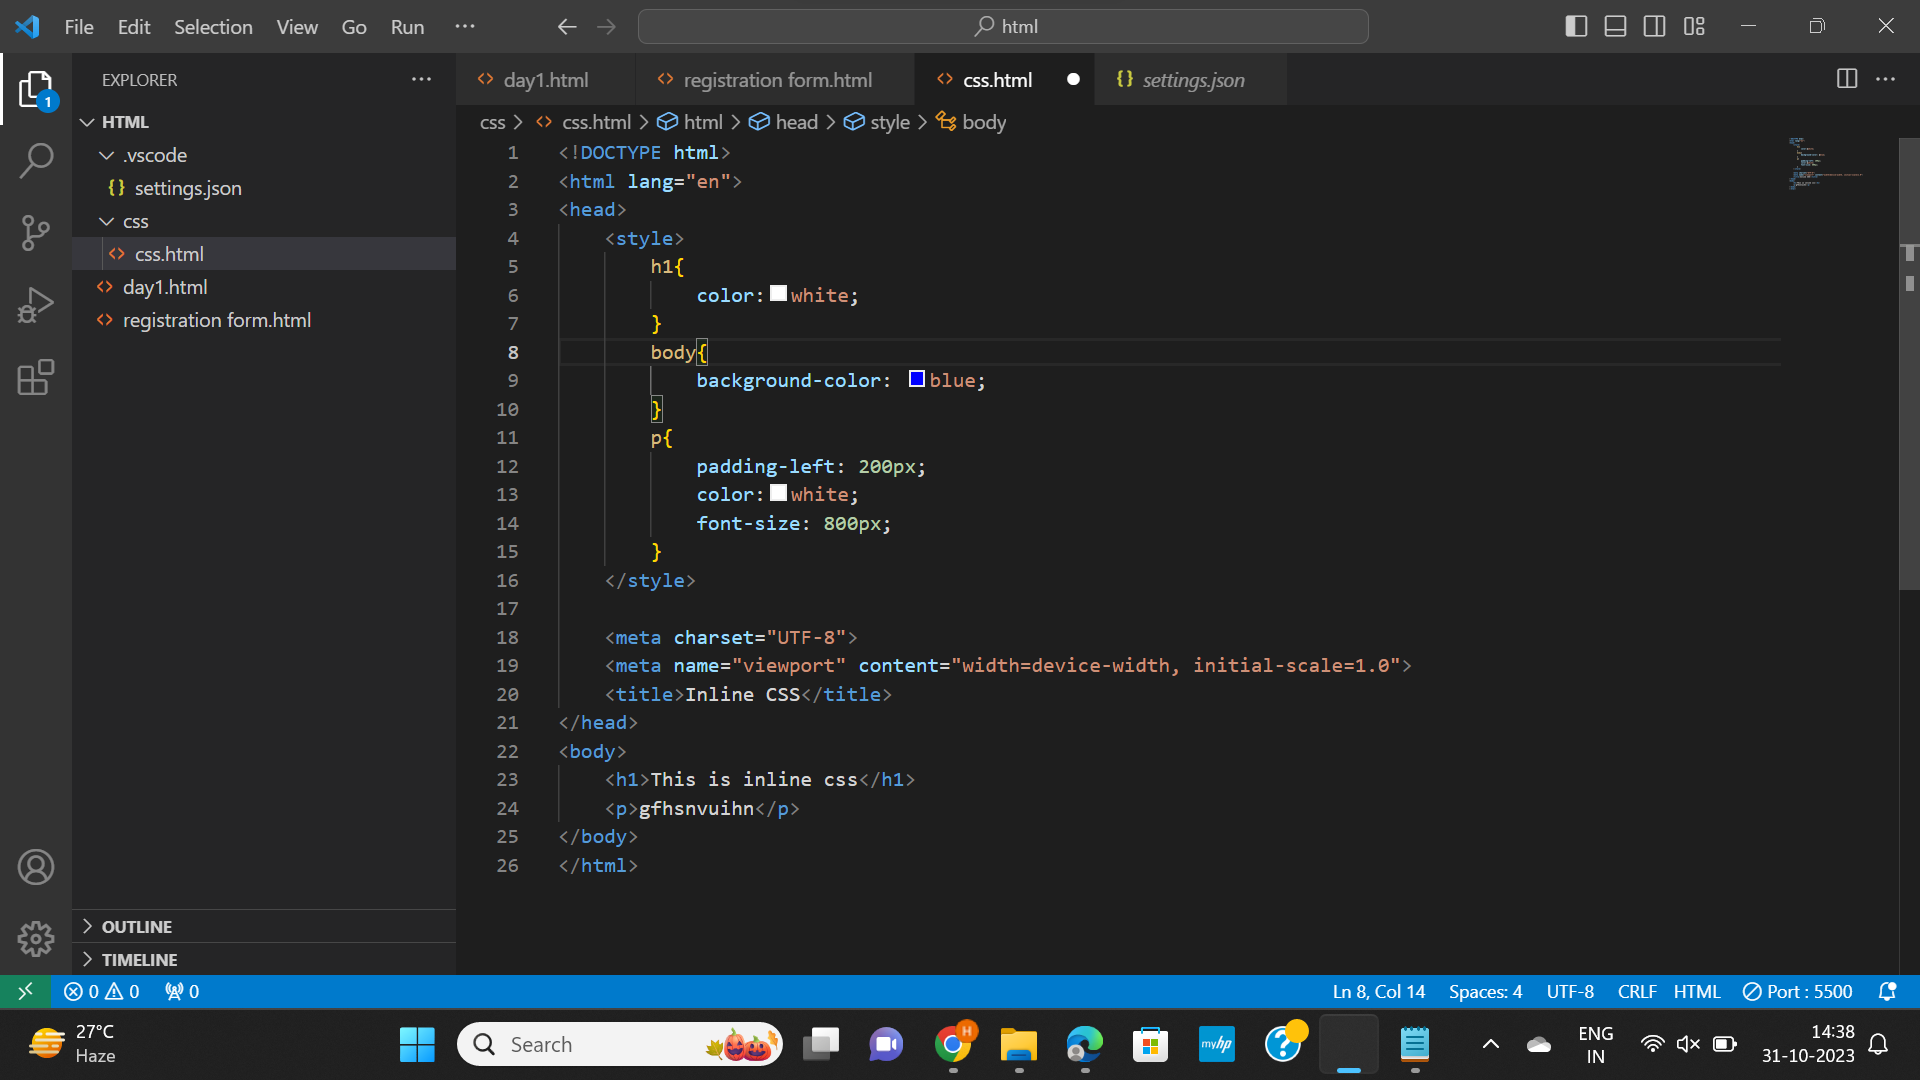 File Edit Selection View Go Run ··· html
EXPLORER ···
HTML
.vscode
{} settings.json
css
<> css.html
<> day1.html
<> registration form.html
OUTLINE
TIMELINE
<> day1.html <> registration form.html <> css.html {} settings.json ···
css > <> css.html > html > head > style > body
1 <!DOCTYPE html>
2 <html lang="en">
3 <head>
4 <style>
5 h1{
6 color: white;
7 }
8 body{
9 background-color: blue;
10 }
11 p{
12 padding-left: 200px;
13 color: white;
14 font-size: 800px;
15 }
16 </style>
17
18 <meta charset="UTF-8">
19 <meta name="viewport" content="width=device-width, initial-scale=1.0">
20 <title>Inline CSS</title>
21 </head>
22 <body>
23 <h1>This is inline css</h1>
24 <p>gfhsnvuihn</p>
25 </body>
26 </html>
1
0 0 0 Ln 8, Col 14 Spaces: 4 UTF-8 CRLF HTML Port : 5500
27°C
Haze
Search
H
myhp
?
ENG
IN
14:38
31-10-2023